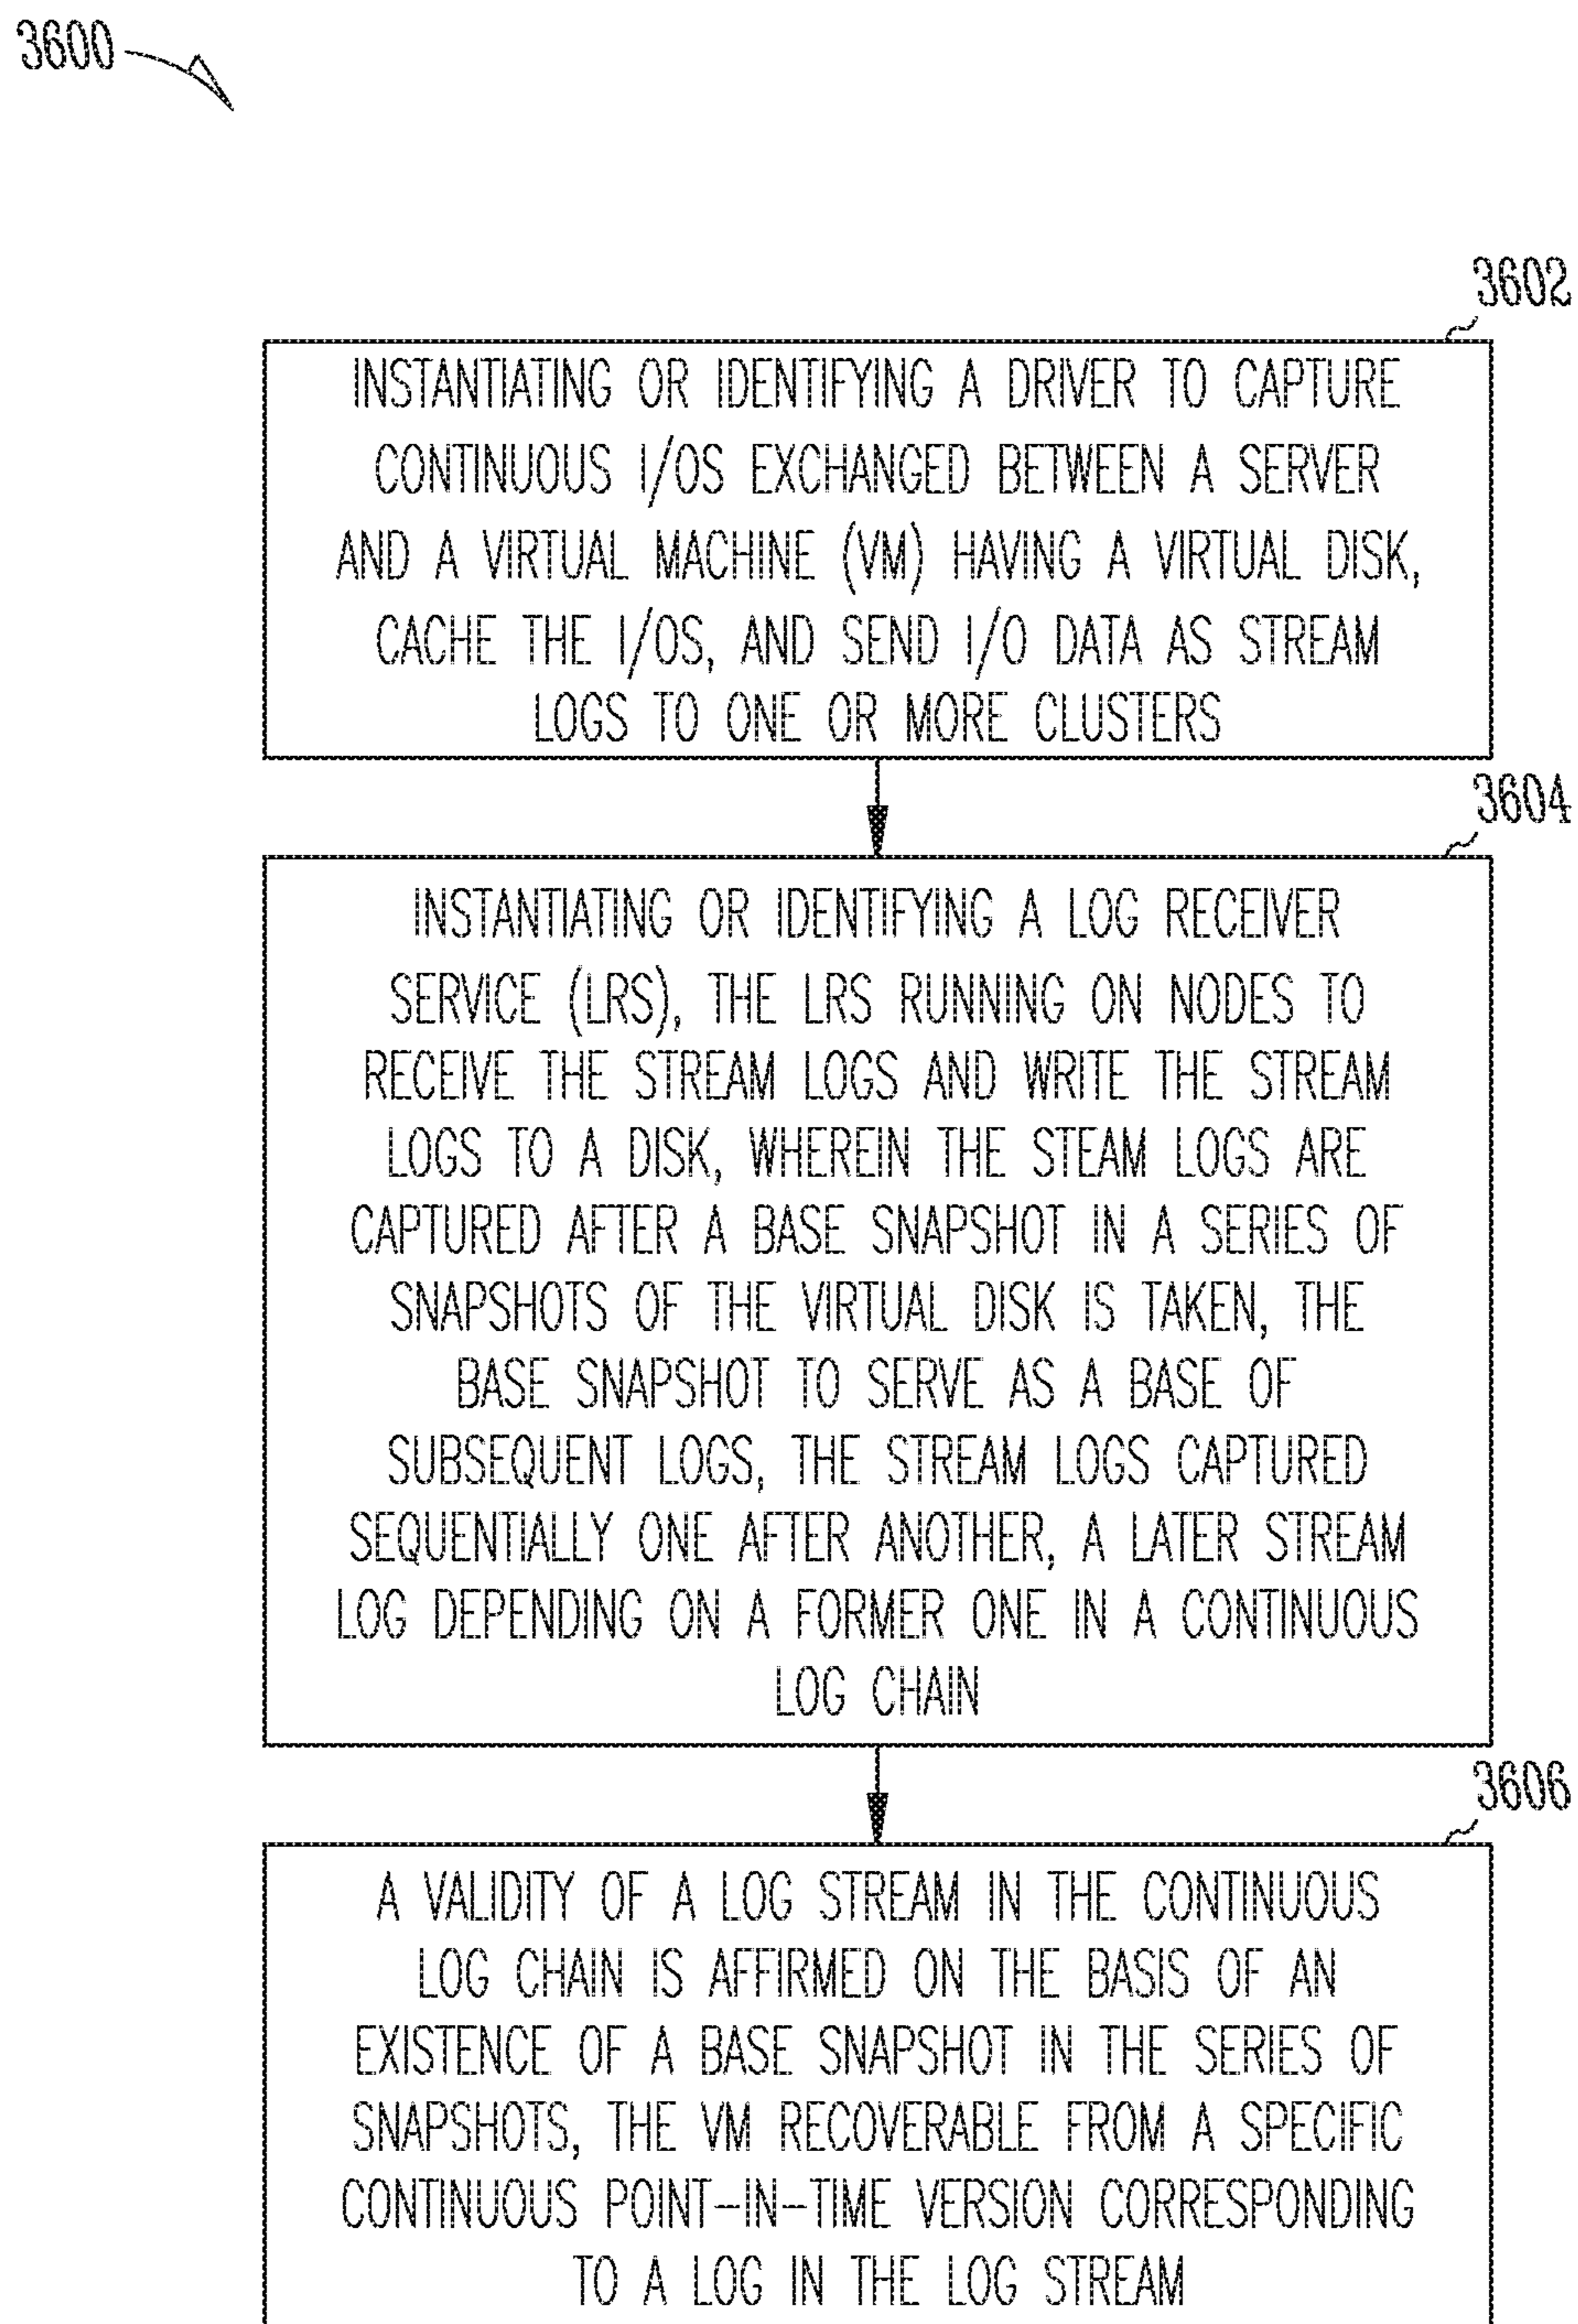 3600
3602
INSTANTIATING OR IDENTIFYING A DRIVER TO CAPTURE
CONTINUOUS I/OS EXCHANGED BETWEEN A SERVER
AND A VIRTUAL MACHINE (VM) HAVING A VIRTUAL DISK,
CACHE THE I/OS, AND SEND I/O DATA AS STREAM
LOGS TO ONE OR MORE CLUSTERS
3604
INSTANTIATING OR IDENTIFYING A LOG RECEIVER
SERVICE (LRS), THE LRS RUNNING ON NODES TO
RECEIVE THE STREAM LOGS AND WRITE THE STREAM
LOGS TO A DISK, WHEREIN THE STEAM LOGS ARE
CAPTURED AFTER A BASE SNAPSHOT IN A SERIES OF
SNAPSHOTS OF THE VIRTUAL DISK IS TAKEN, THE
BASE SNAPSHOT TO SERVE AS A BASE OF
SUBSEQUENT LOGS, THE STREAM LOGS CAPTURED
SEQUENTIALLY ONE AFTER ANOTHER, A LATER STREAM
LOG DEPENDING ON A FORMER ONE IN A CONTINUOUS
LOG CHAIN
3606
A VALIDITY OF A LOG STREAM IN THE CONTINUOUS
LOG CHAIN IS AFFIRMED ON THE BASIS OF AN
EXISTENCE OF A BASE SNAPSHOT IN THE SERIES OF
SNAPSHOTS, THE VM RECOVERABLE FROM A SPECIFIC
CONTINUOUS POINT-IN-TIME VERSION CORRESPONDING
TO A LOG IN THE LOG STREAM